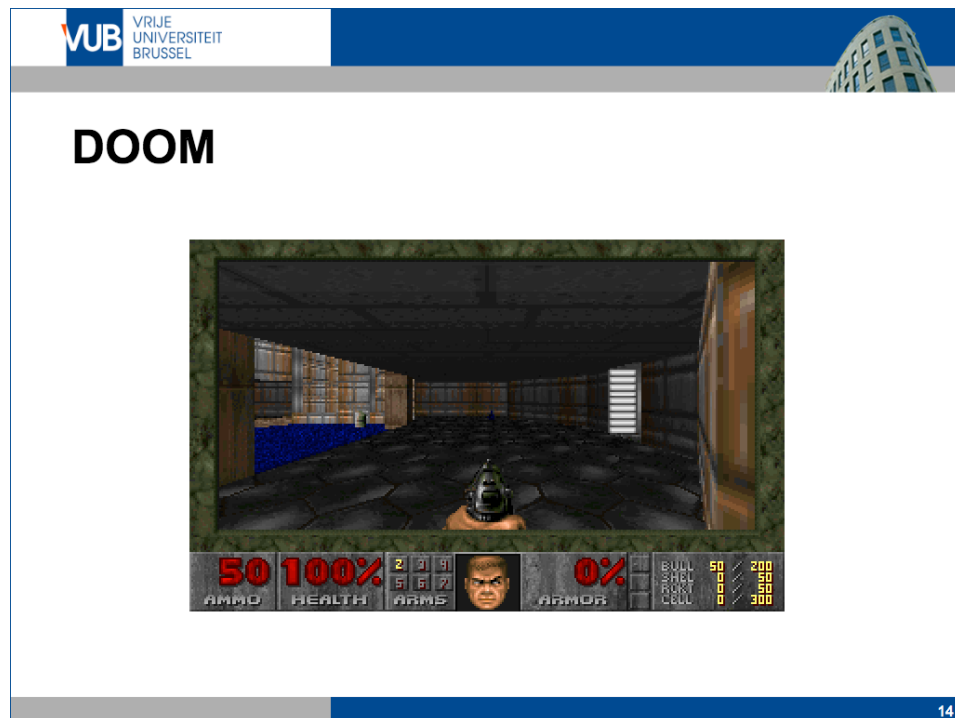 VUB
VRIJE
UNIVERSITEIT
BRUSSEL
DOOM
50 100% 2 3 4 0% BULL 50 / 200
5 6 7 SHEL 0 / 50
RCKT 0 / 50
AMMO HEALTH ARMS ARMOR CELL 0 / 300
14